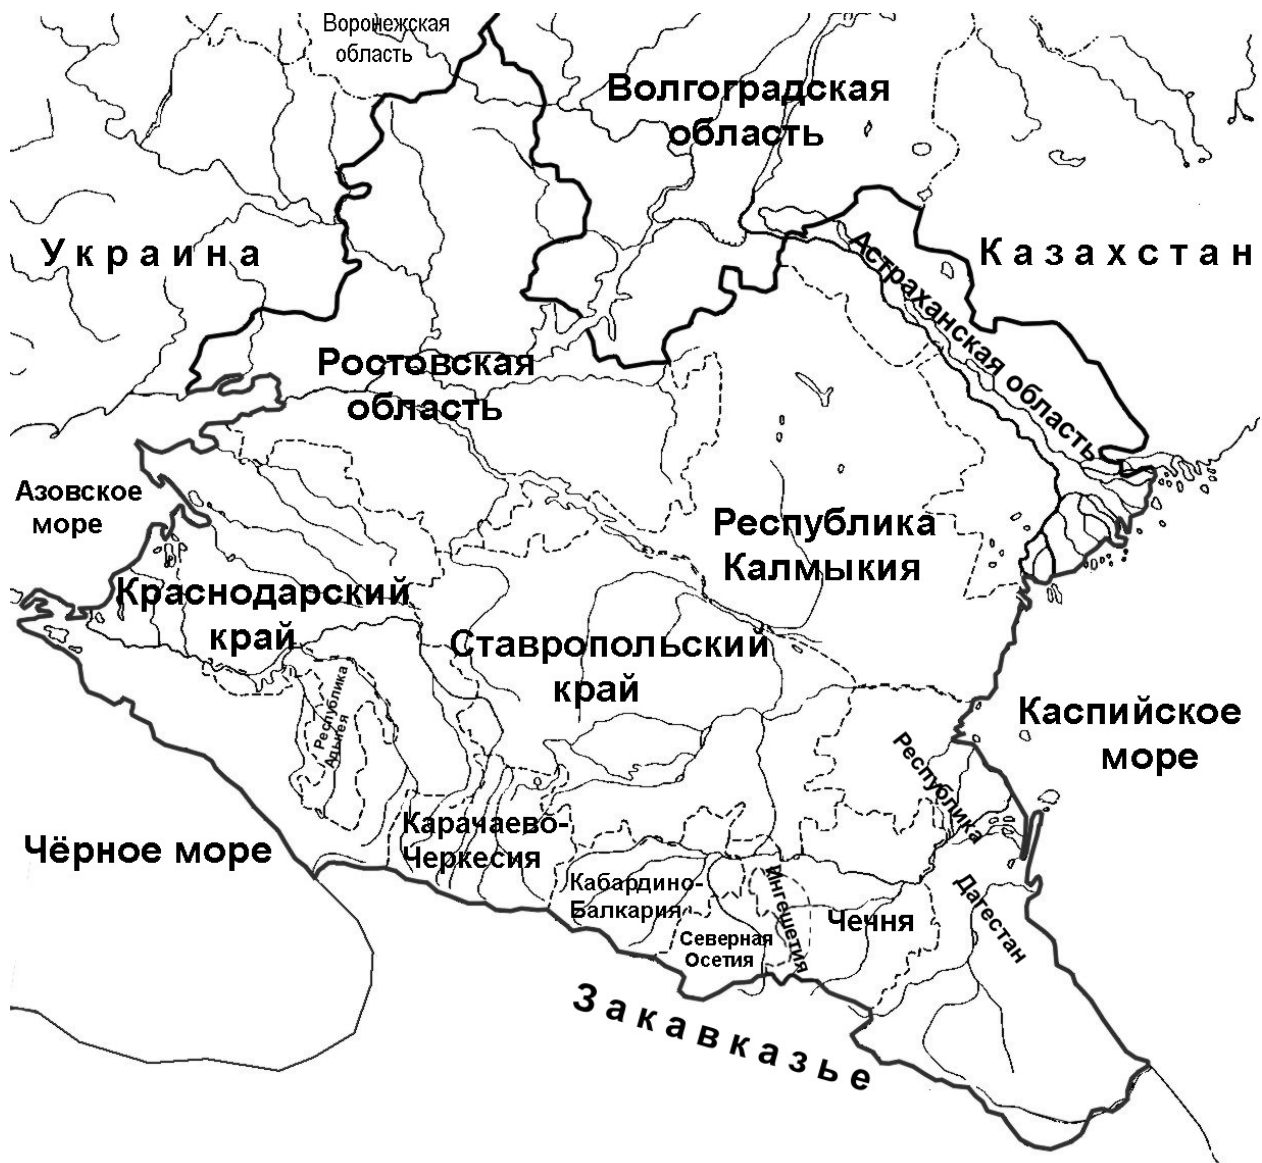 Воронежская
область
Волгоградская
область
Украина
Казахстан
Астраханская область
Ростовская
область
Азовское
море
Республика
Калмыкия
Краснодарский
край
Ставропольский
край
Республика
Адыгея
Каспийское
море
Республика
Дагестан
Чёрное море
Карачаево-
Черкесия
Кабардино-
Балкария
Северная
Осетия
Ингешетия
Чечня
Закавказье